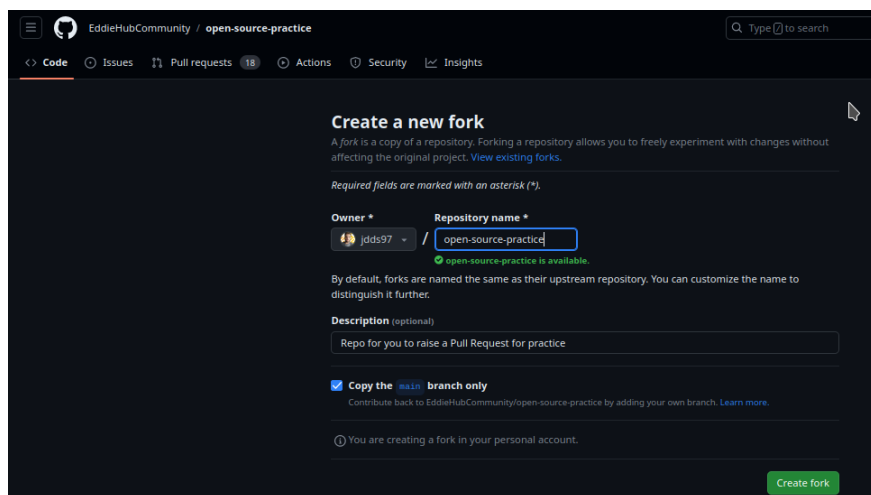 EddieHubCommunity / open-source-practice
Type / to search
Code Issues Pull requests 18 Actions Security Insights
Create a new fork
A fork is a copy of a repository. Forking a repository allows you to freely experiment with changes without
affecting the original project. View existing forks.
Required fields are marked with an asterisk (*).
Owner * Repository name *
jdds97 / open-source-practice
open-source-practice is available.
By default, forks are named the same as their upstream repository. You can customize the name to
distinguish it further.
Description (optional)
Repo for you to raise a Pull Request for practice
Copy the main branch only
Contribute back to EddieHubCommunity/open-source-practice by adding your own branch. Learn more.
You are creating a fork in your personal account.
Create fork